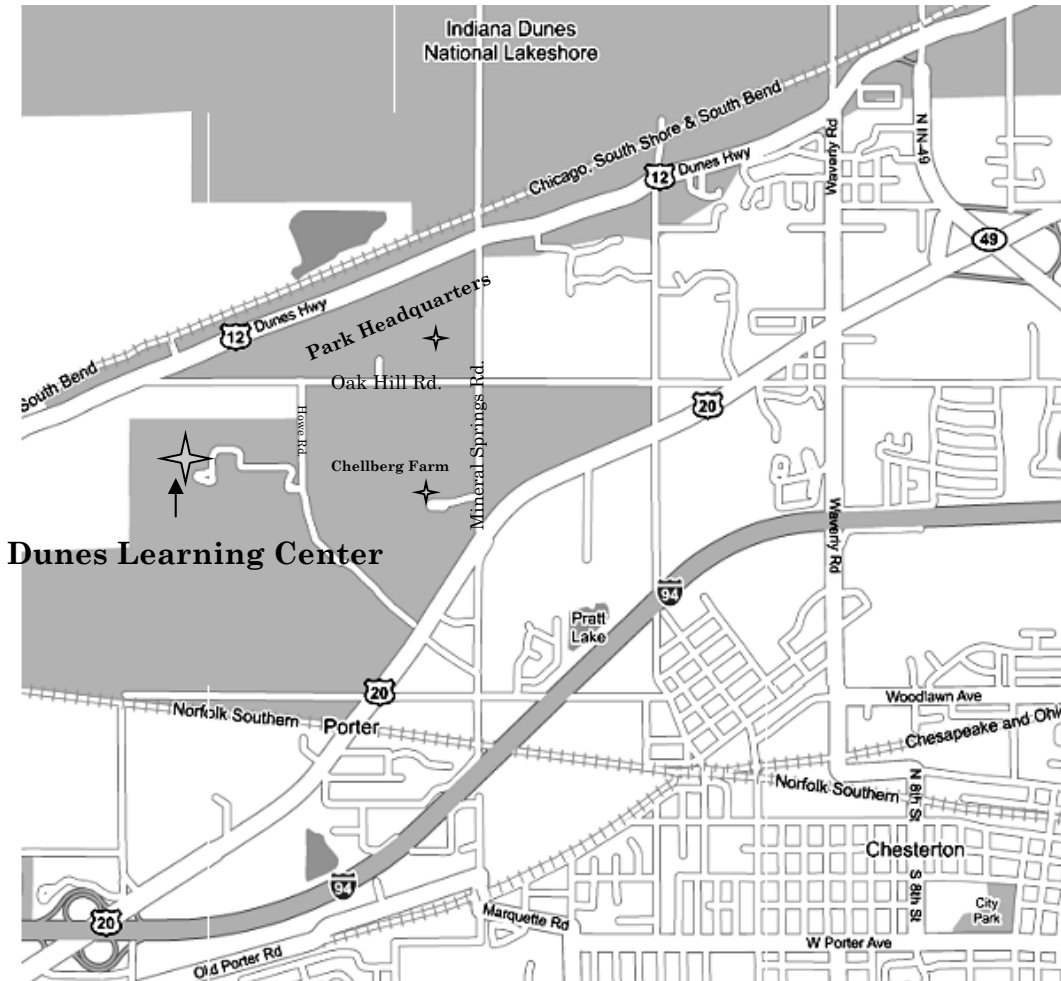 Indiana Dunes
National Lakeshore
Chicago, South Shore & South Bend
N IN-49
Waverly Rd
12
Dunes Hwy
49
Park Headquarters
12
Dunes Hwy
South Bend
Oak Hill Rd.
Mineral Springs Rd.
20
Howe Rd.
Chellberg Farm
Waverly Rd
Dunes Learning Center
94
Pratt
Lake
20
Woodlawn Ave
Norfolk Southern
Porter
Chesapeake and Ohio
Norfolk Southern
N 8th St
Chesterton
S 8th St
94
City
Park
20
Marquette Rd
W Porter Ave
Old Porter Rd